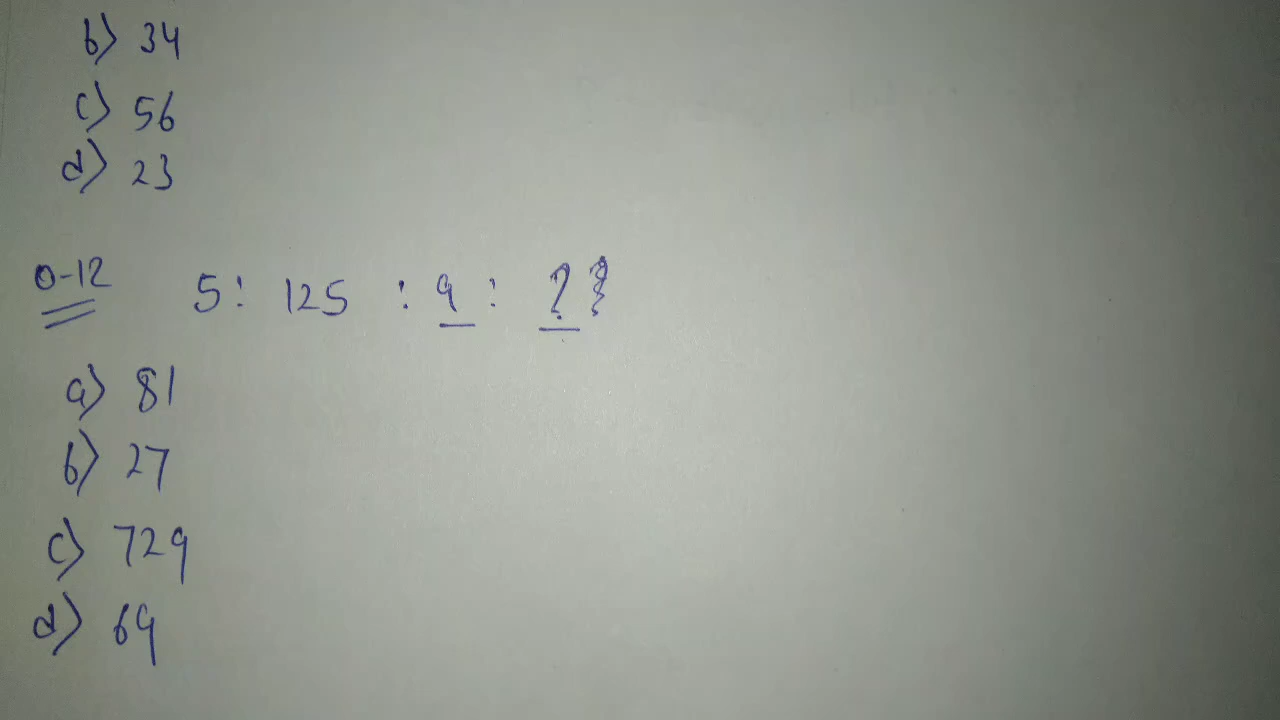 b) 34
c) 56
d) 23
Q-12 5 : 125 : 9 : ??
a) 81
b) 27
c) 729
d) 69